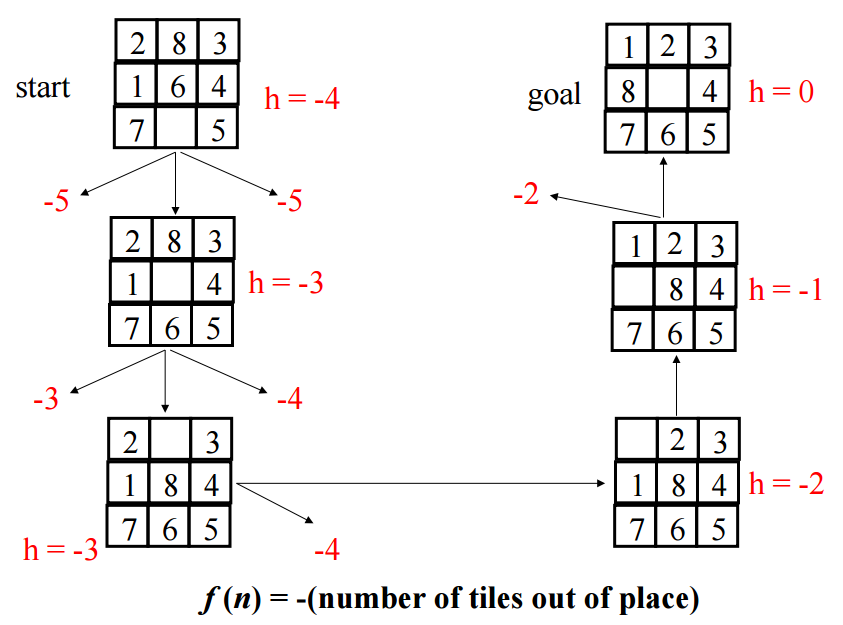 start
2 8 3
1 6 4
7 5
h = -4
-5
-5
2 8 3
1 4
7 6 5
h = -3
-3
-4
2 3
1 8 4
7 6 5
h = -3
-4
goal
1 2 3
8 4
7 6 5
h = 0
-2
1 2 3
8 4
7 6 5
h = -1
2 3
1 8 4
7 6 5
h = -2
f (n) = -(number of tiles out of place)